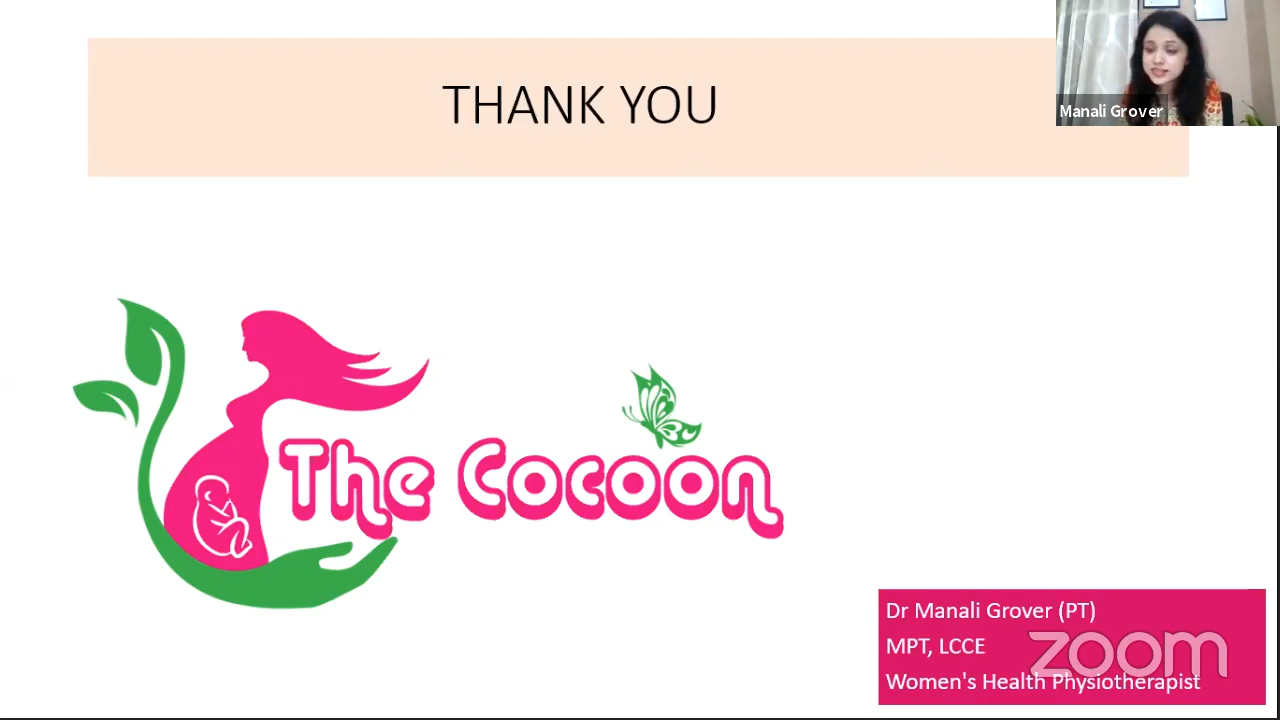 THANK YOU
Manali Grover
The Cocoon
Dr Manali Grover (PT)
MPT, LCCE
Women's Health Physiotherapist
zoom